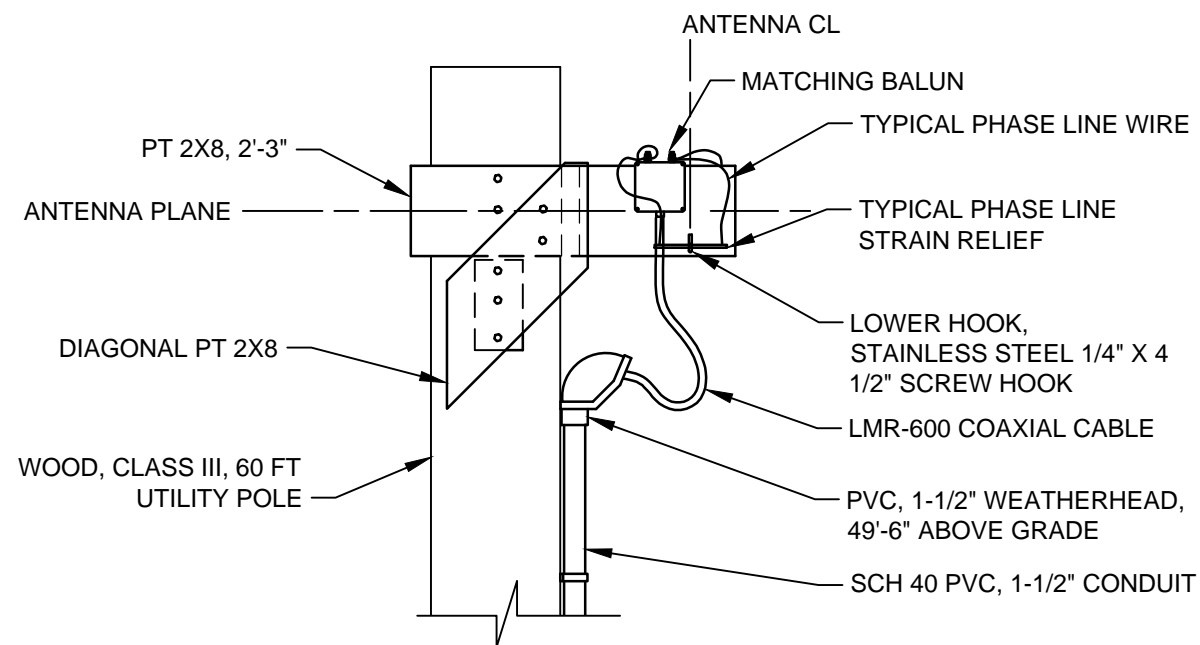 ANTENNA CL
MATCHING BALUN
TYPICAL PHASE LINE WIRE
PT 2X8, 2'-3"
ANTENNA PLANE
TYPICAL PHASE LINE
STRAIN RELIEF
LOWER HOOK,
STAINLESS STEEL 1/4" X 4
1/2" SCREW HOOK
DIAGONAL PT 2X8
LMR-600 COAXIAL CABLE
WOOD, CLASS III, 60 FT
UTILITY POLE
PVC, 1-1/2" WEATHERHEAD,
49'-6" ABOVE GRADE
SCH 40 PVC, 1-1/2" CONDUIT